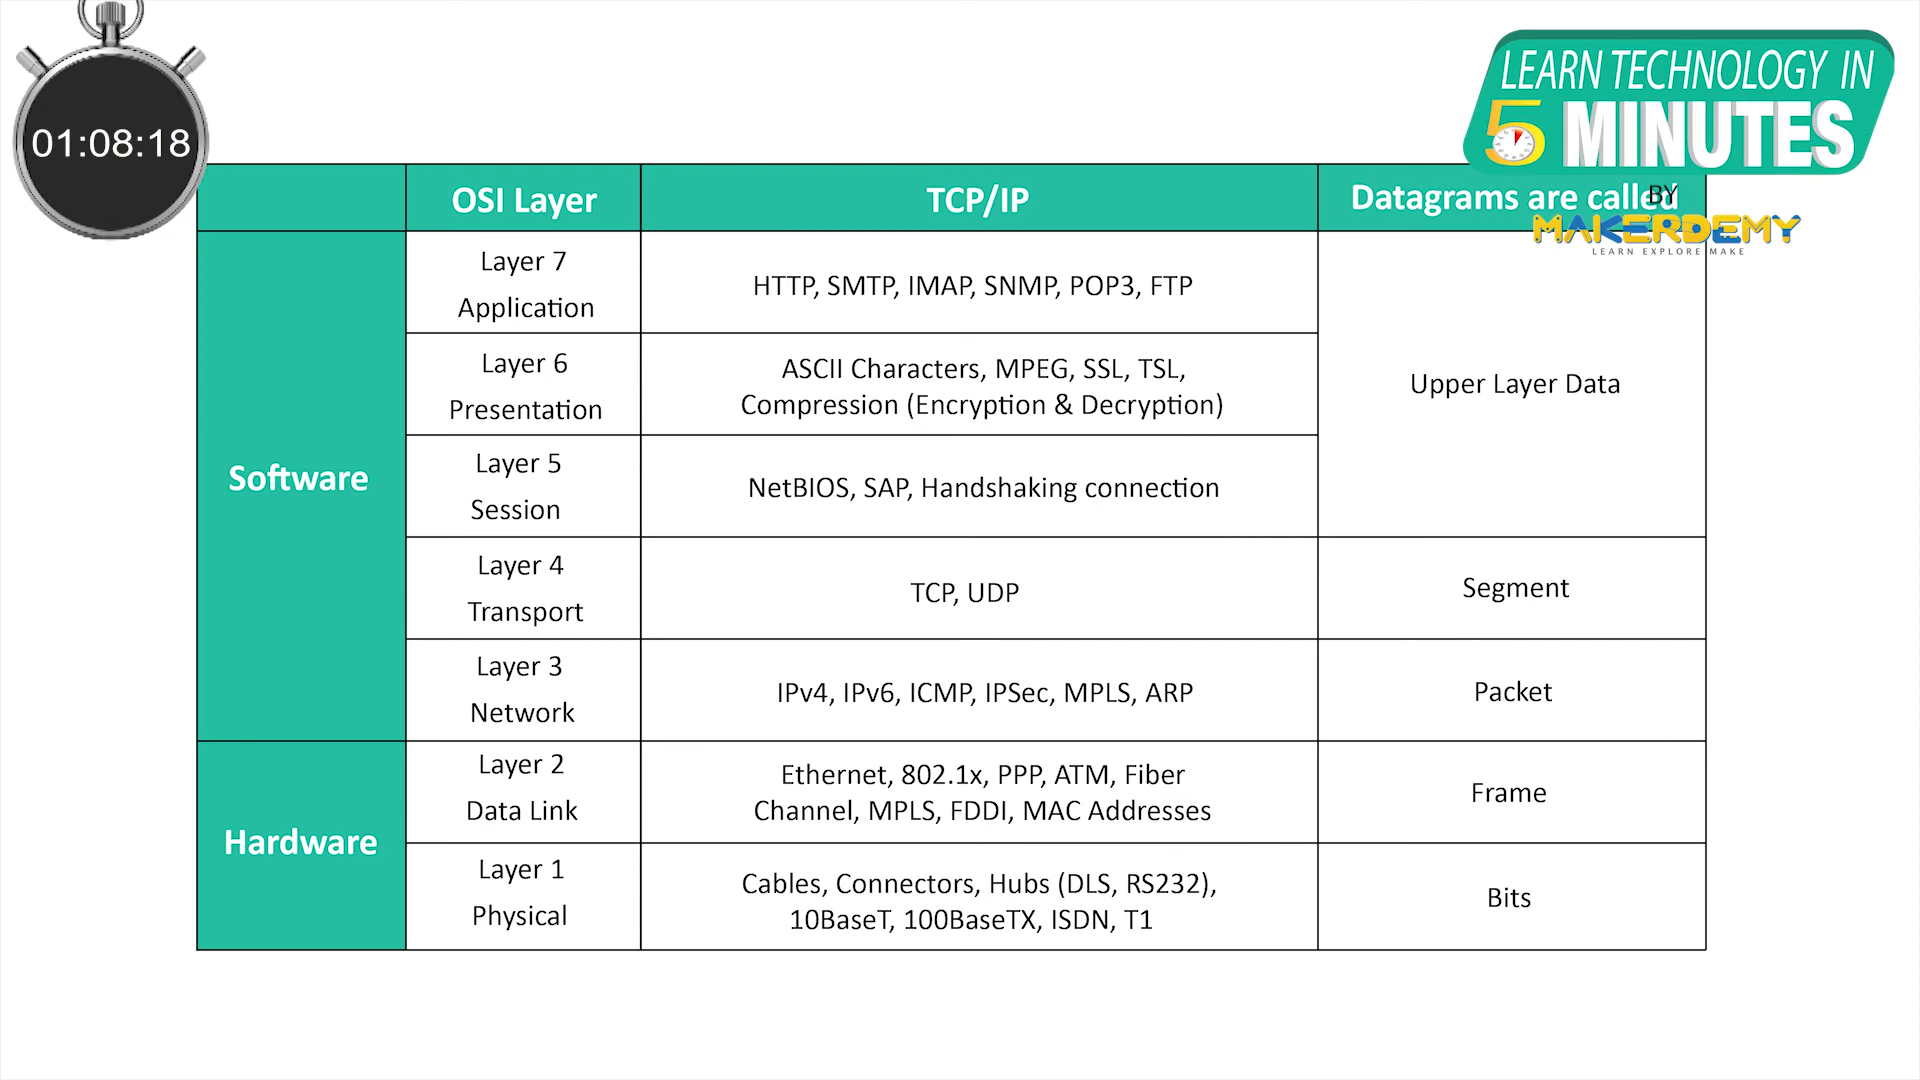 01:08:18
LEARN TECHNOLOGY IN
5 MINUTES
BY
MAKERDEMY
LEARN EXPLORE MAKE
OSI Layer
TCP/IP
Datagrams are called
Software
Layer 7
Application
HTTP, SMTP, IMAP, SNMP, POP3, FTP
Upper Layer Data
Layer 6
Presentation
ASCII Characters, MPEG, SSL, TSL,
Compression (Encryption & Decryption)
Layer 5
Session
NetBIOS, SAP, Handshaking connection
Layer 4
Transport
TCP, UDP
Segment
Layer 3
Network
IPv4, IPv6, ICMP, IPSec, MPLS, ARP
Packet
Hardware
Layer 2
Data Link
Ethernet, 802.1x, PPP, ATM, Fiber
Channel, MPLS, FDDI, MAC Addresses
Frame
Layer 1
Physical
Cables, Connectors, Hubs (DLS, RS232),
10BaseT, 100BaseTX, ISDN, T1
Bits